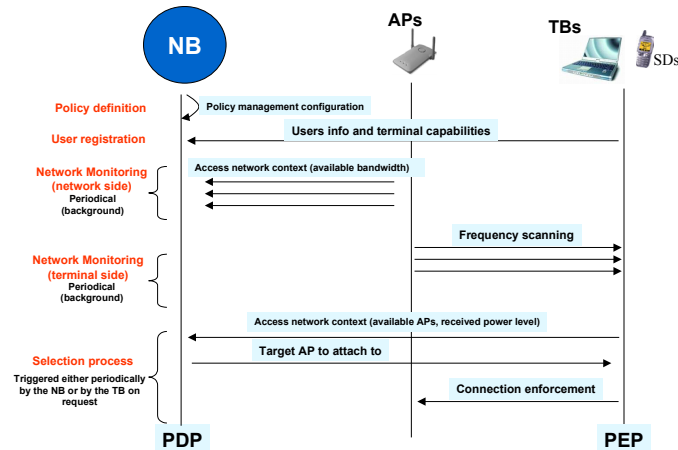 NB
APs
TBs
SDs
Policy definition
Policy management configuration
User registration
Users info and terminal capabilities
Network Monitoring
(network side)
Periodical
(background)
Access network context (available bandwidth)
Frequency scanning
Network Monitoring
(terminal side)
Periodical
(background)
Access network context (available APs, received power level)
Selection process
Triggered either periodically
by the NB or by the TB on
request
Target AP to attach to
Connection enforcement
PDP
PEP